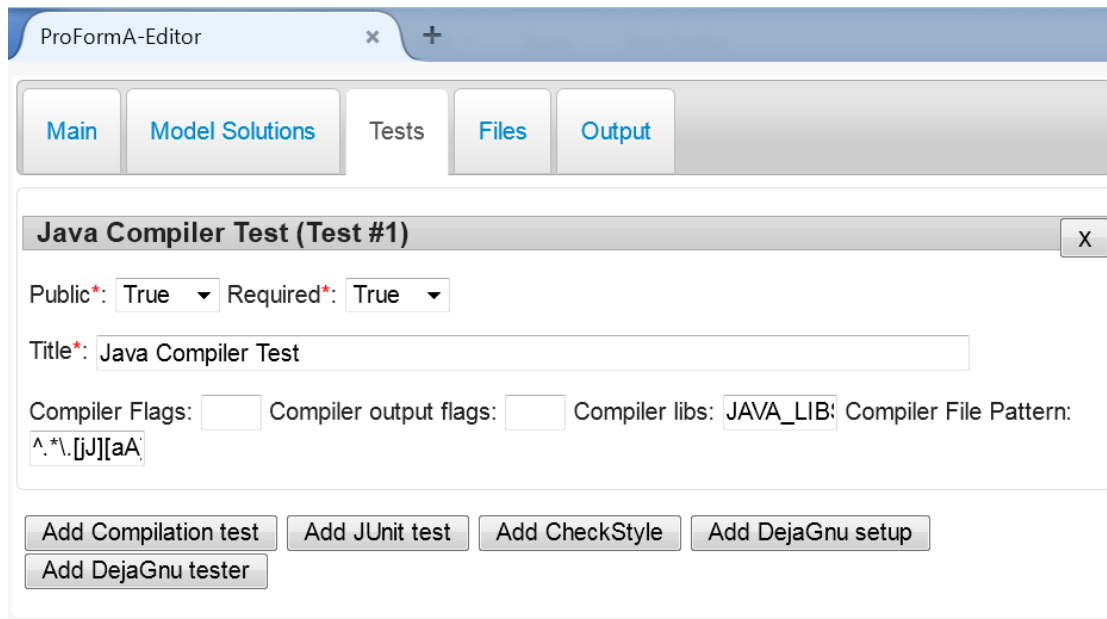 ProFormA-Editor × +
Main Model Solutions Tests Files Output
Java Compiler Test (Test #1) X
Public*: True Required*: True
Title*: Java Compiler Test
Compiler Flags: Compiler output flags: Compiler libs: JAVA_LIB Compiler File Pattern:
^.*\.[jJ][aA
Add Compilation test Add JUnit test Add CheckStyle Add DejaGnu setup
Add DejaGnu tester